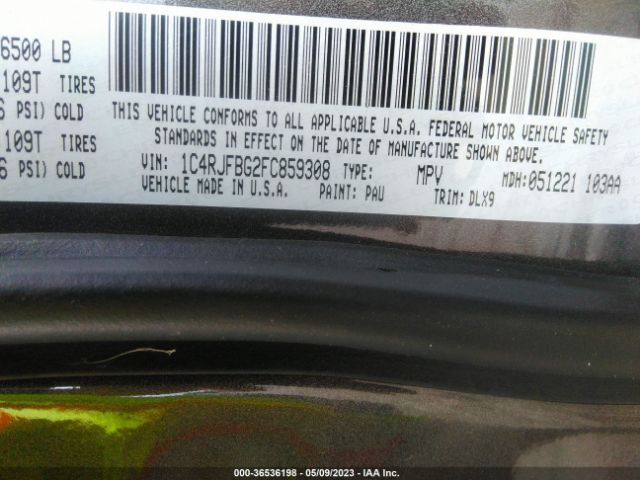 6500 LB
109T TIRES
PSI) COLD
109T TIRES
PSI) COLD
THIS VEHICLE CONFORMS TO ALL APPLICABLE U.S.A. FEDERAL MOTOR VEHICLE SAFETY
STANDARDS IN EFFECT ON THE DATE OF MANUFACTURE SHOWN ABOVE.
VIN: 1C4RJFBG2FC859308 TYPE: MPV MDH:051221 103AA
VEHICLE MADE IN U.S.A. PAINT: PAU TRIM: DLX9
000-36536198 - 05/09/2023 - IAA Inc.